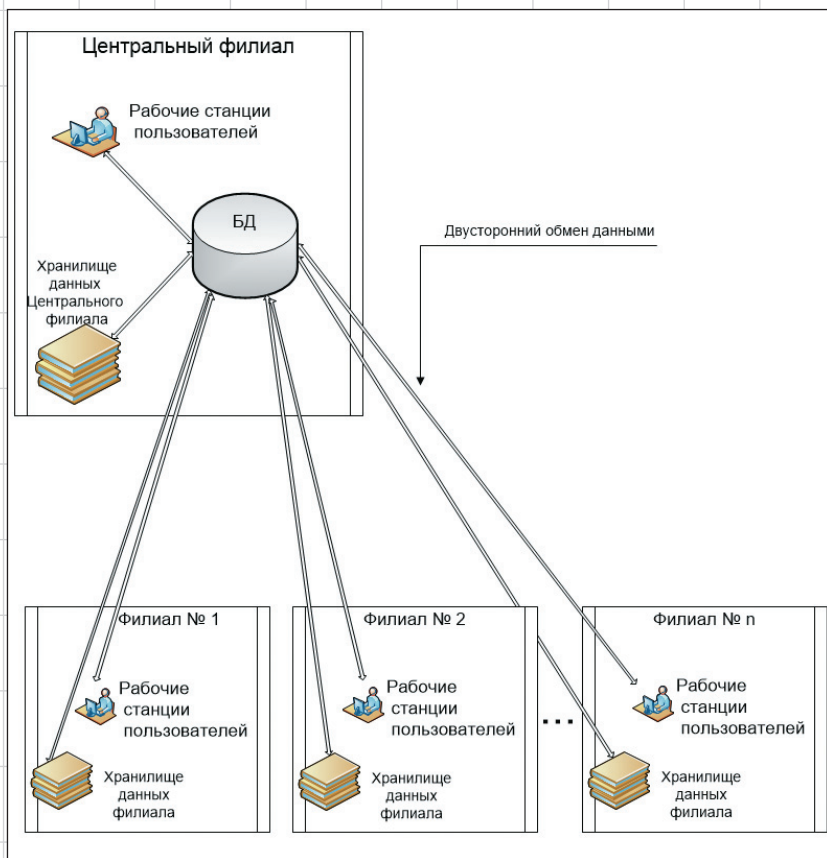 Центральный филиал
Рабочие станции
пользователей
БД
Двусторонний обмен данными
Хранилище
данных
Центрального
филиала
Филиал № 1
Рабочие
станции
пользователей
Хранилище
данных
филиала
Филиал № 2
Рабочие
станции
пользователей
Хранилище
данных
филиала
...
Филиал № n
Рабочие
станции
пользователей
Хранилище
данных
филиала